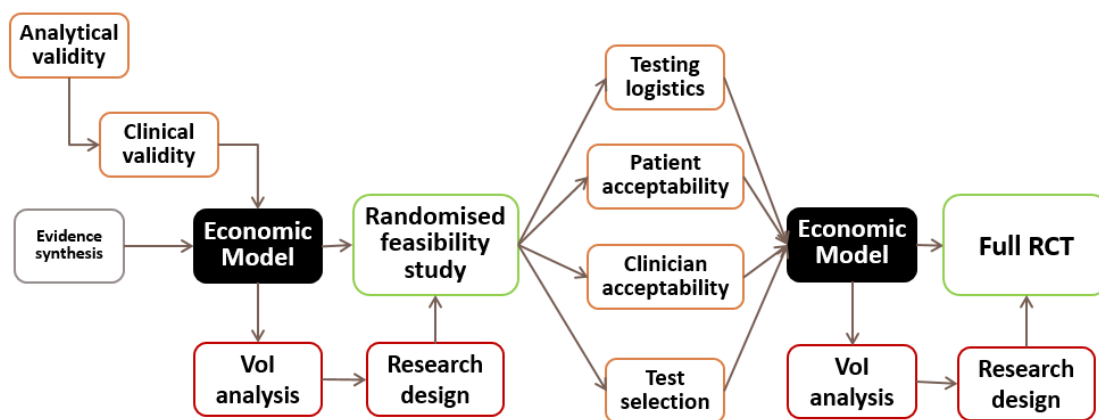 Analytical
validity
Clinical
validity
Evidence
synthesis
Economic
Model
VoI
analysis
Research
design
Randomised
feasibility
study
Testing
logistics
Patient
acceptability
Clinician
acceptability
Test
selection
Economic
Model
VoI
analysis
Research
design
Full RCT